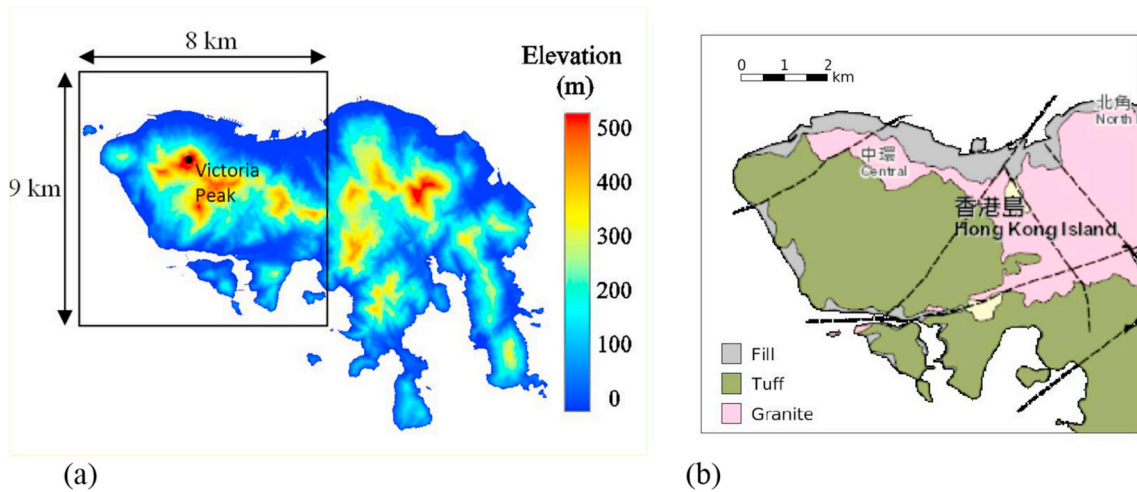 8 km
9 km
Victoria
Peak
Elevation
(m)
500
400
300
200
100
0
(a)
0 1 2
km
北角
North
中環
Central
香港島
Hong Kong Island
Fill
Tuff
Granite
(b)